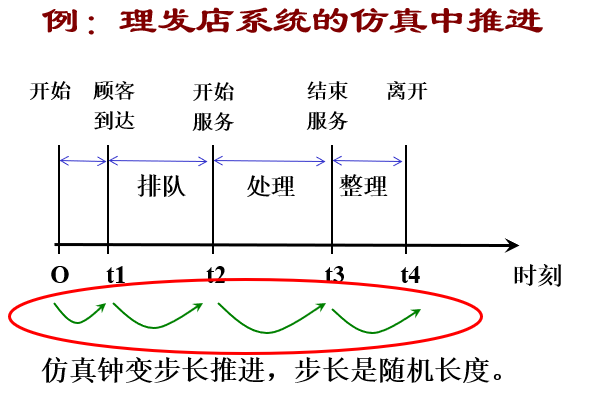 例：理发店系统的仿真中推进
开始 顾客到达 开始服务 结束服务 离开
排队 处理 整理
O t1 t2 t3 t4 时刻
仿真钟变步长推进，步长是随机长度。